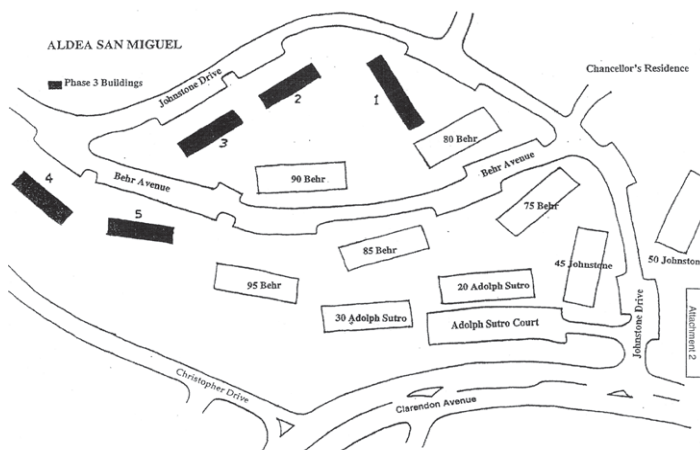 ALDEA SAN MIGUEL
Phase 3 Buildings
Johnstone Drive
Chancellor's Residence
1
2
3
80 Behr
90 Behr
Behr Avenue
Behr Avenue
4
5
75 Behr
85 Behr
45 Johnstone
50 Johnston
95 Behr
20 Adolph Sutro
30 Adolph Sutro
Adolph Sutro Court
Johnstone Drive
Attachment 2
Christopher Drive
Clarendon Avenue